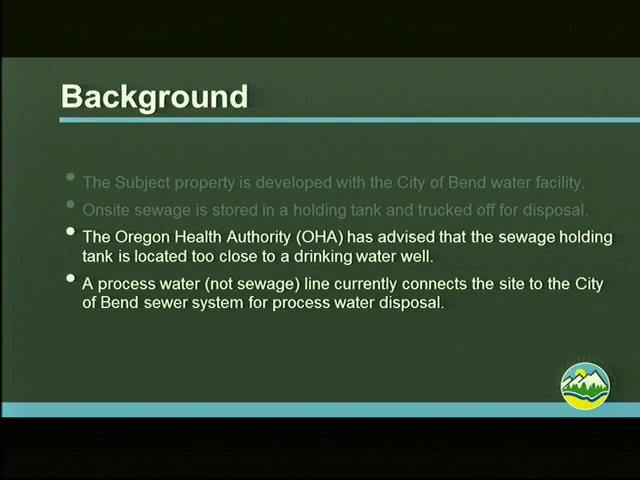 Background
• The Subject property is developed with the City of Bend water facility.
• Onsite sewage is stored in a holding tank and trucked off for disposal.
• The Oregon Health Authority (OHA) has advised that the sewage holding
tank is located too close to a drinking water well.
• A process water (not sewage) line currently connects the site to the City
of Bend sewer system for process water disposal.